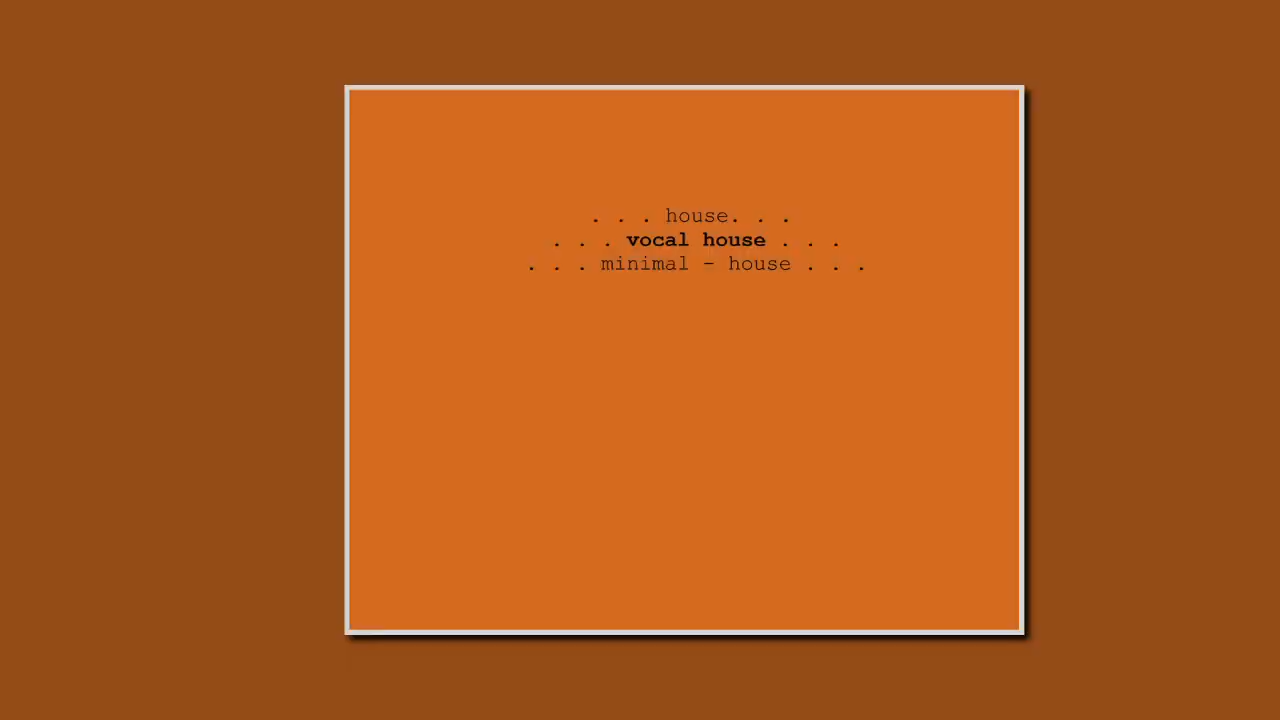 . . . house. . .
. . . vocal house . . .
. . . minimal - house . . .